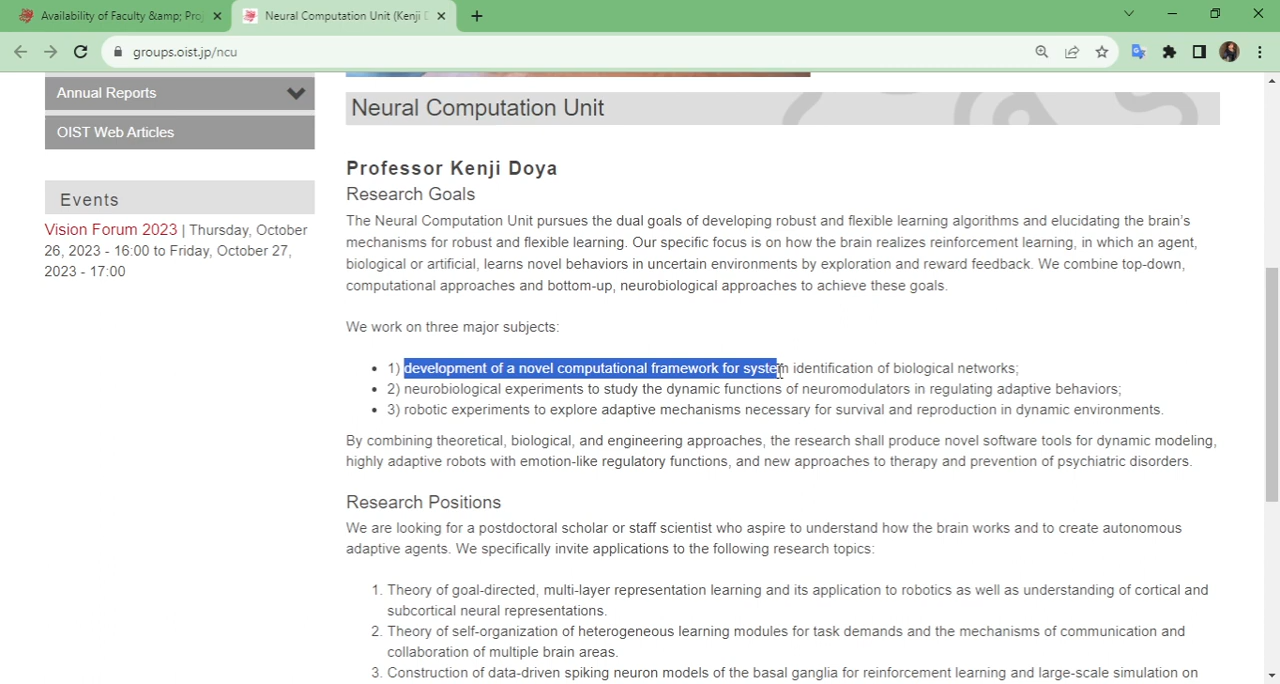 Availability of Faculty &amp; Pro
Neural Computation Unit (Kenji D
groups.oist.jp/ncu
Annual Reports
OIST Web Articles
Events
Vision Forum 2023 | Thursday, October
26, 2023 - 16:00 to Friday, October 27,
2023 - 17:00
Neural Computation Unit
Professor Kenji Doya
Research Goals
The Neural Computation Unit pursues the dual goals of developing robust and flexible learning algorithms and elucidating the brain's
mechanisms for robust and flexible learning. Our specific focus is on how the brain realizes reinforcement learning, in which an agent,
biological or artificial, learns novel behaviors in uncertain environments by exploration and reward feedback. We combine top-down,
computational approaches and bottom-up, neurobiological approaches to achieve these goals.
We work on three major subjects:
• 1) development of a novel computational framework for system identification of biological networks;
• 2) neurobiological experiments to study the dynamic functions of neuromodulators in regulating adaptive behaviors;
• 3) robotic experiments to explore adaptive mechanisms necessary for survival and reproduction in dynamic environments.
By combining theoretical, biological, and engineering approaches, the research shall produce novel software tools for dynamic modeling,
highly adaptive robots with emotion-like regulatory functions, and new approaches to therapy and prevention of psychiatric disorders.
Research Positions
We are looking for a postdoctoral scholar or staff scientist who aspire to understand how the brain works and to create autonomous
adaptive agents. We specifically invite applications to the following research topics:
1. Theory of goal-directed, multi-layer representation learning and its application to robotics as well as understanding of cortical and
subcortical neural representations.
2. Theory of self-organization of heterogeneous learning modules for task demands and the mechanisms of communication and
collaboration of multiple brain areas.
3. Construction of data-driven spiking neuron models of the basal ganglia for reinforcement learning and large-scale simulation on